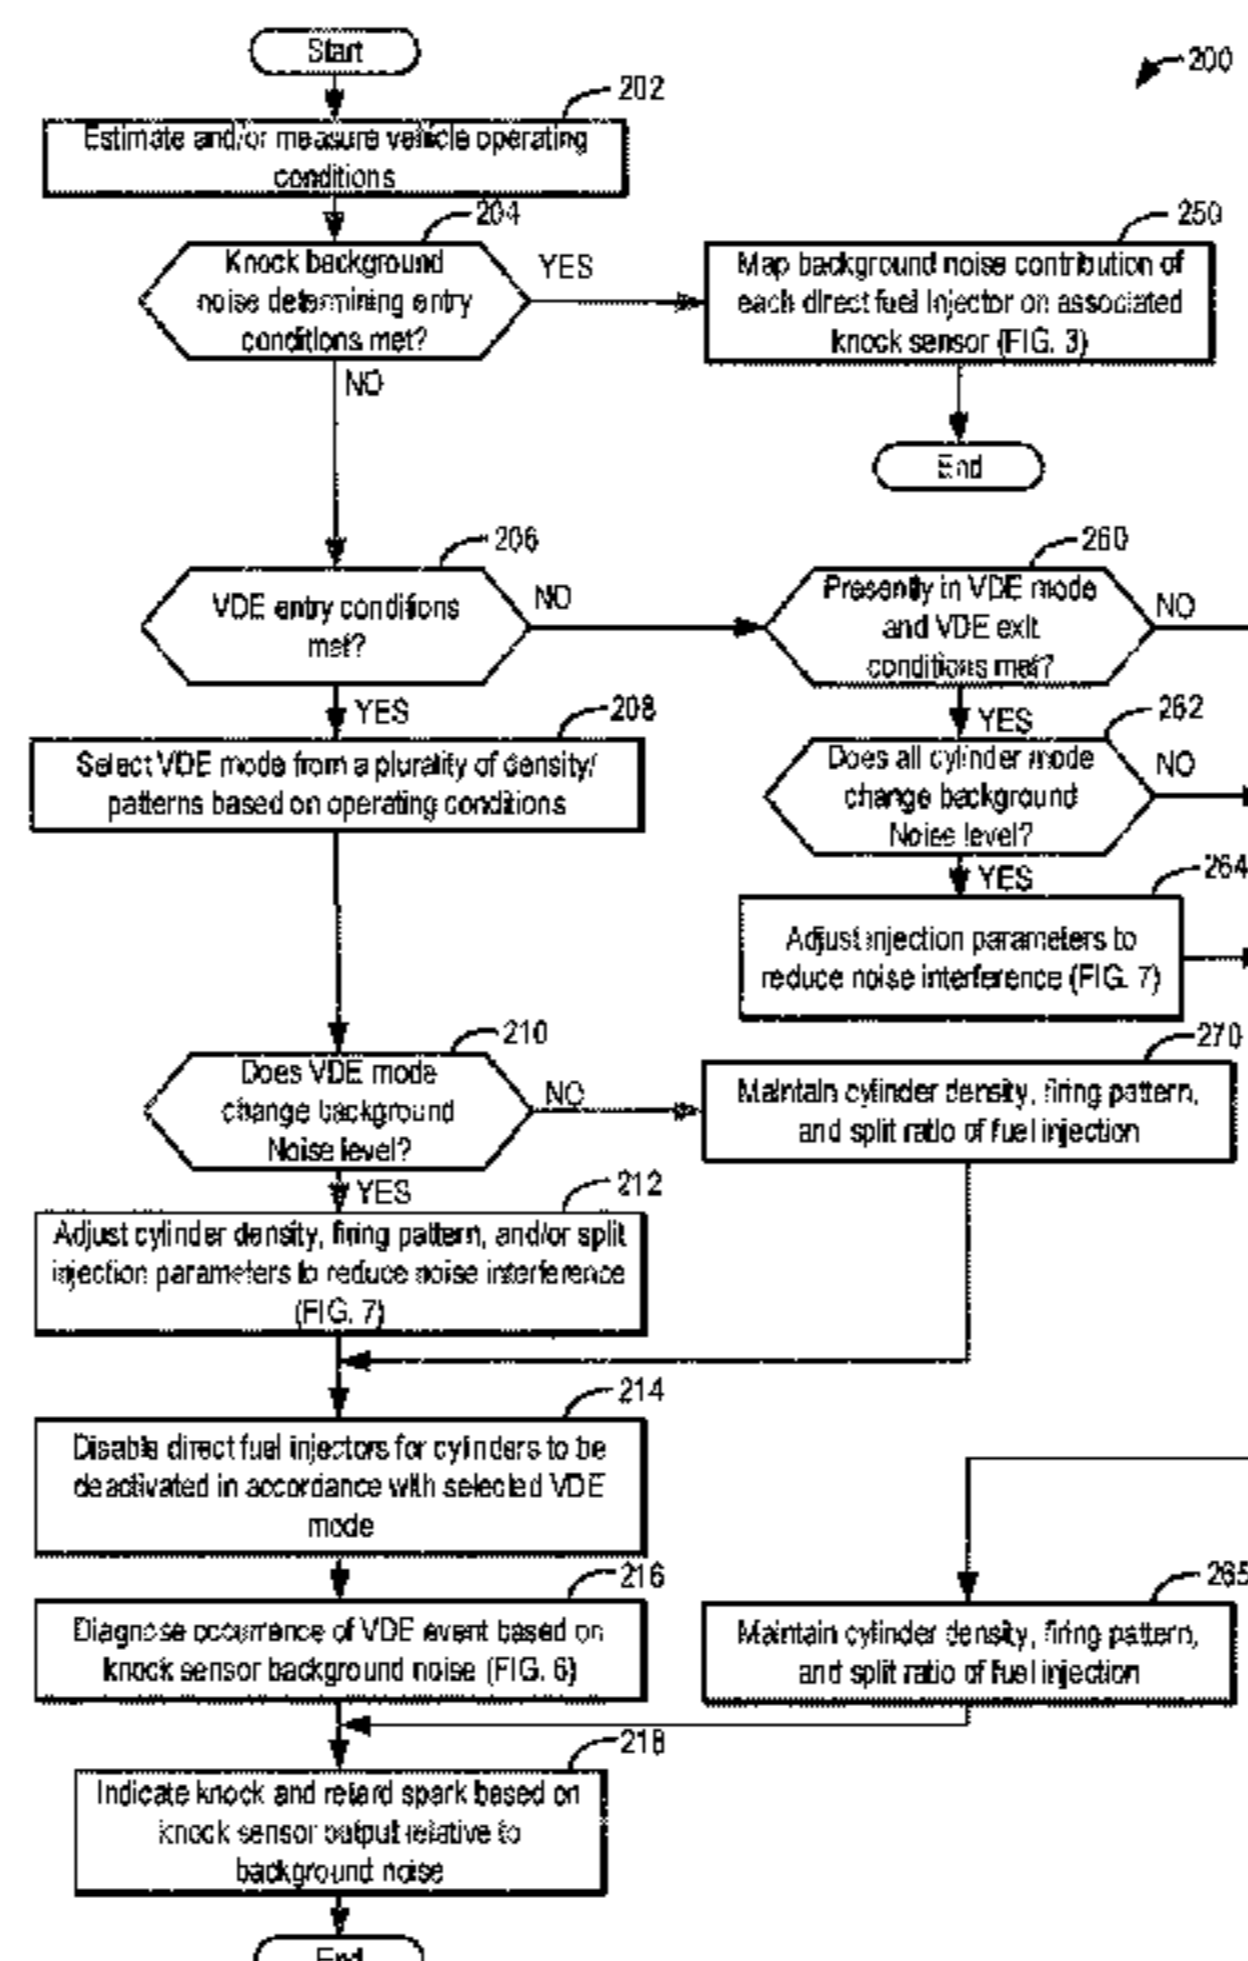 Start
200
202
Estimate and/or measure vehicle operating
conditions
204
Knock background
noise determining entry
conditions met?
YES
NO
250
Map background noise contribution of
each direct fuel injector on associated
knock sensor (FIG. 3)
End
206
VDE entry conditions
met?
NO
YES
260
Presently in VDE mode
and VDE exit
conditions met?
NO
YES
208
Select VDE mode from a plurality of density/
patterns based on operating conditions
262
Does all cylinder mode
change background
Noise level?
NO
YES
264
Adjust injection parameters to
reduce noise interference (FIG. 7)
210
Does VDE mode
change background
Noise level?
NO
YES
270
Maintain cylinder density, firing pattern,
and split ratio of fuel injection
212
Adjust cylinder density, firing pattern, and/or split
injection parameters to reduce noise interference
(FIG. 7)
214
Disable direct fuel injectors for cylinders to be
deactivated in accordance with selected VDE
mode
216
Diagnose occurrence of VDE event based on
knock sensor background noise (FIG. 6)
265
Maintain cylinder density, firing pattern,
and split ratio of fuel injection
218
Indicate knock and retard spark based on
knock sensor output relative to
background noise
End